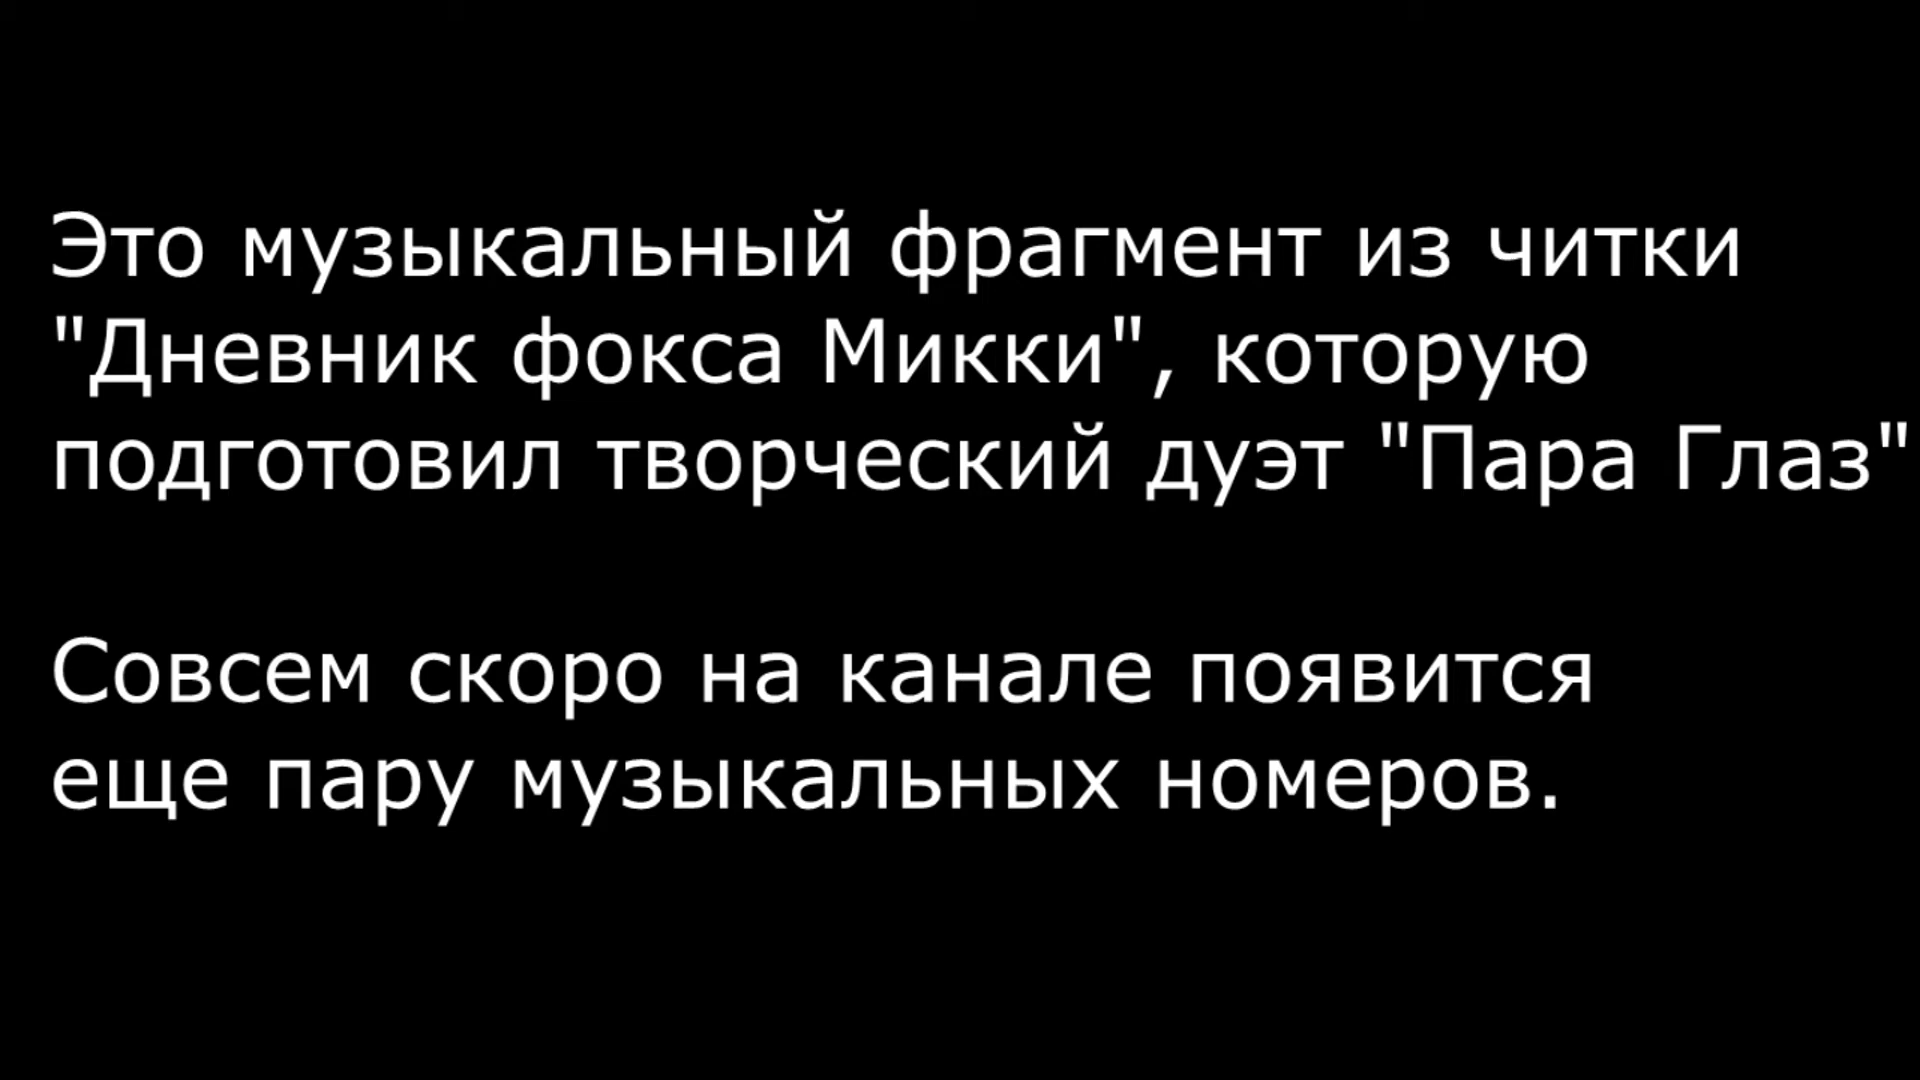 Это музыкальный фрагмент из читки
"Дневник фокса Микки", которую
подготовил творческий дуэт "Пара Глаз"
Совсем скоро на канале появится
еще пару музыкальных номеров.